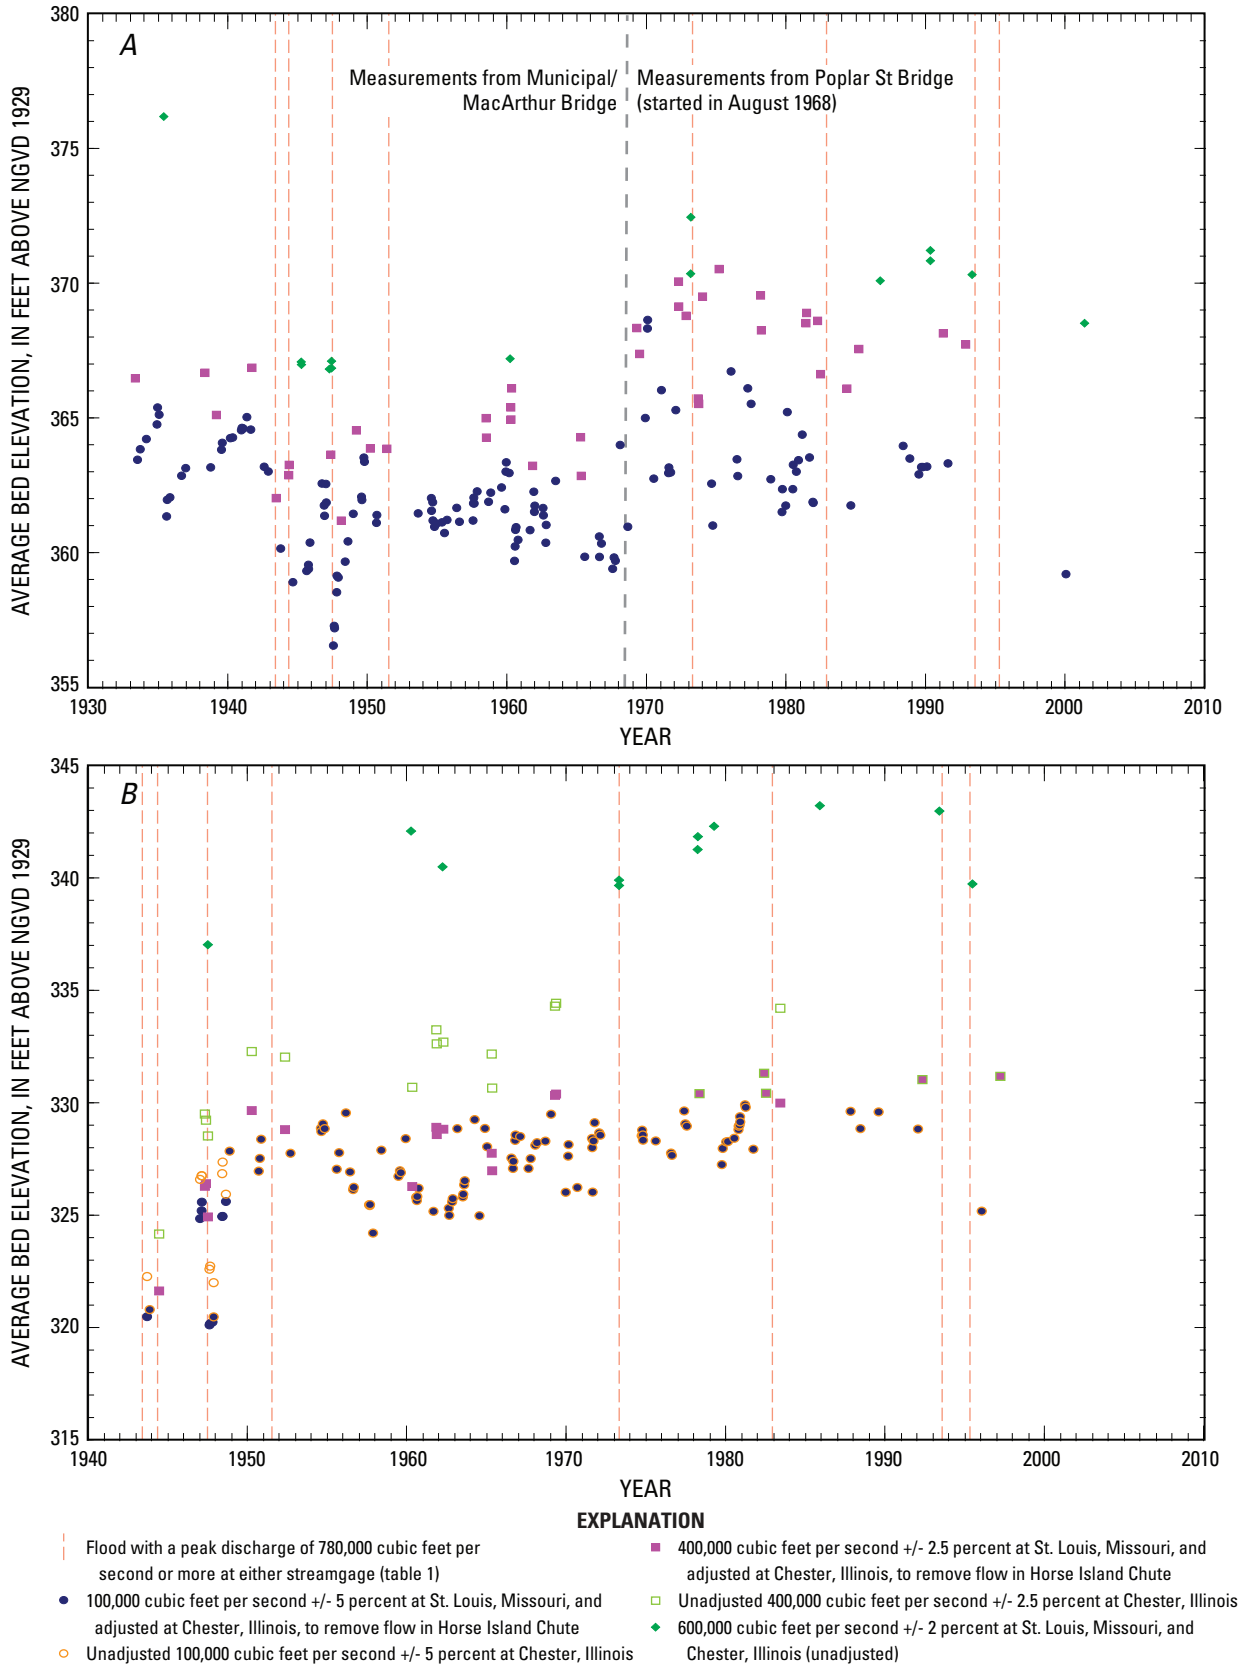 A
Measurements from Municipal/
MacArthur Bridge
Measurements from Poplar St Bridge
(started in August 1968)
AVERAGE BED ELEVATION, IN FEET ABOVE NGVD 1929
380
375
370
365
360
355
1930
1940
1950
1960
1970
1980
1990
2000
2010
YEAR
B
AVERAGE BED ELEVATION, IN FEET ABOVE NGVD 1929
345
340
335
330
325
320
315
1940
1950
1960
1970
1980
1990
2000
2010
YEAR
EXPLANATION
Flood with a peak discharge of 780,000 cubic feet per
second or more at either streamgage (table 1)
100,000 cubic feet per second +/- 5 percent at St. Louis, Missouri, and
adjusted at Chester, Illinois, to remove flow in Horse Island Chute
Unadjusted 100,000 cubic feet per second +/- 5 percent at Chester, Illinois
400,000 cubic feet per second +/- 2.5 percent at St. Louis, Missouri, and
adjusted at Chester, Illinois, to remove flow in Horse Island Chute
Unadjusted 400,000 cubic feet per second +/- 2.5 percent at Chester, Illinois
600,000 cubic feet per second +/- 2 percent at St. Louis, Missouri, and
Chester, Illinois (unadjusted)